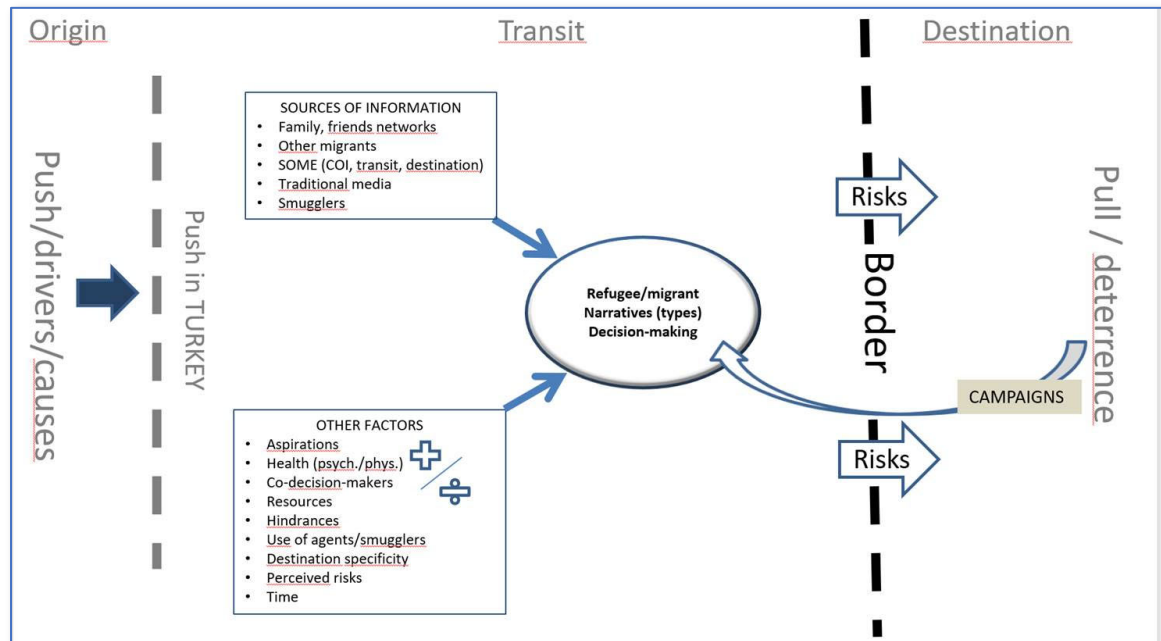 Origin
Transit
Destination
Push/drivers/causes
Push in TURKEY
SOURCES OF INFORMATION
• Family, friends networks
• Other migrants
• SOME (COI, transit, destination)
• Traditional media
• Smugglers
Refugee/migrant
Narratives (types)
Decision-making
OTHER FACTORS
• Aspirations
• Health (psych./phys.)
• Co-decision-makers
• Resources
• Hindrances
• Use of agents/smugglers
• Destination specificity
• Perceived risks
• Time
Risks
Border
Risks
CAMPAIGNS
Pull /
deterrence